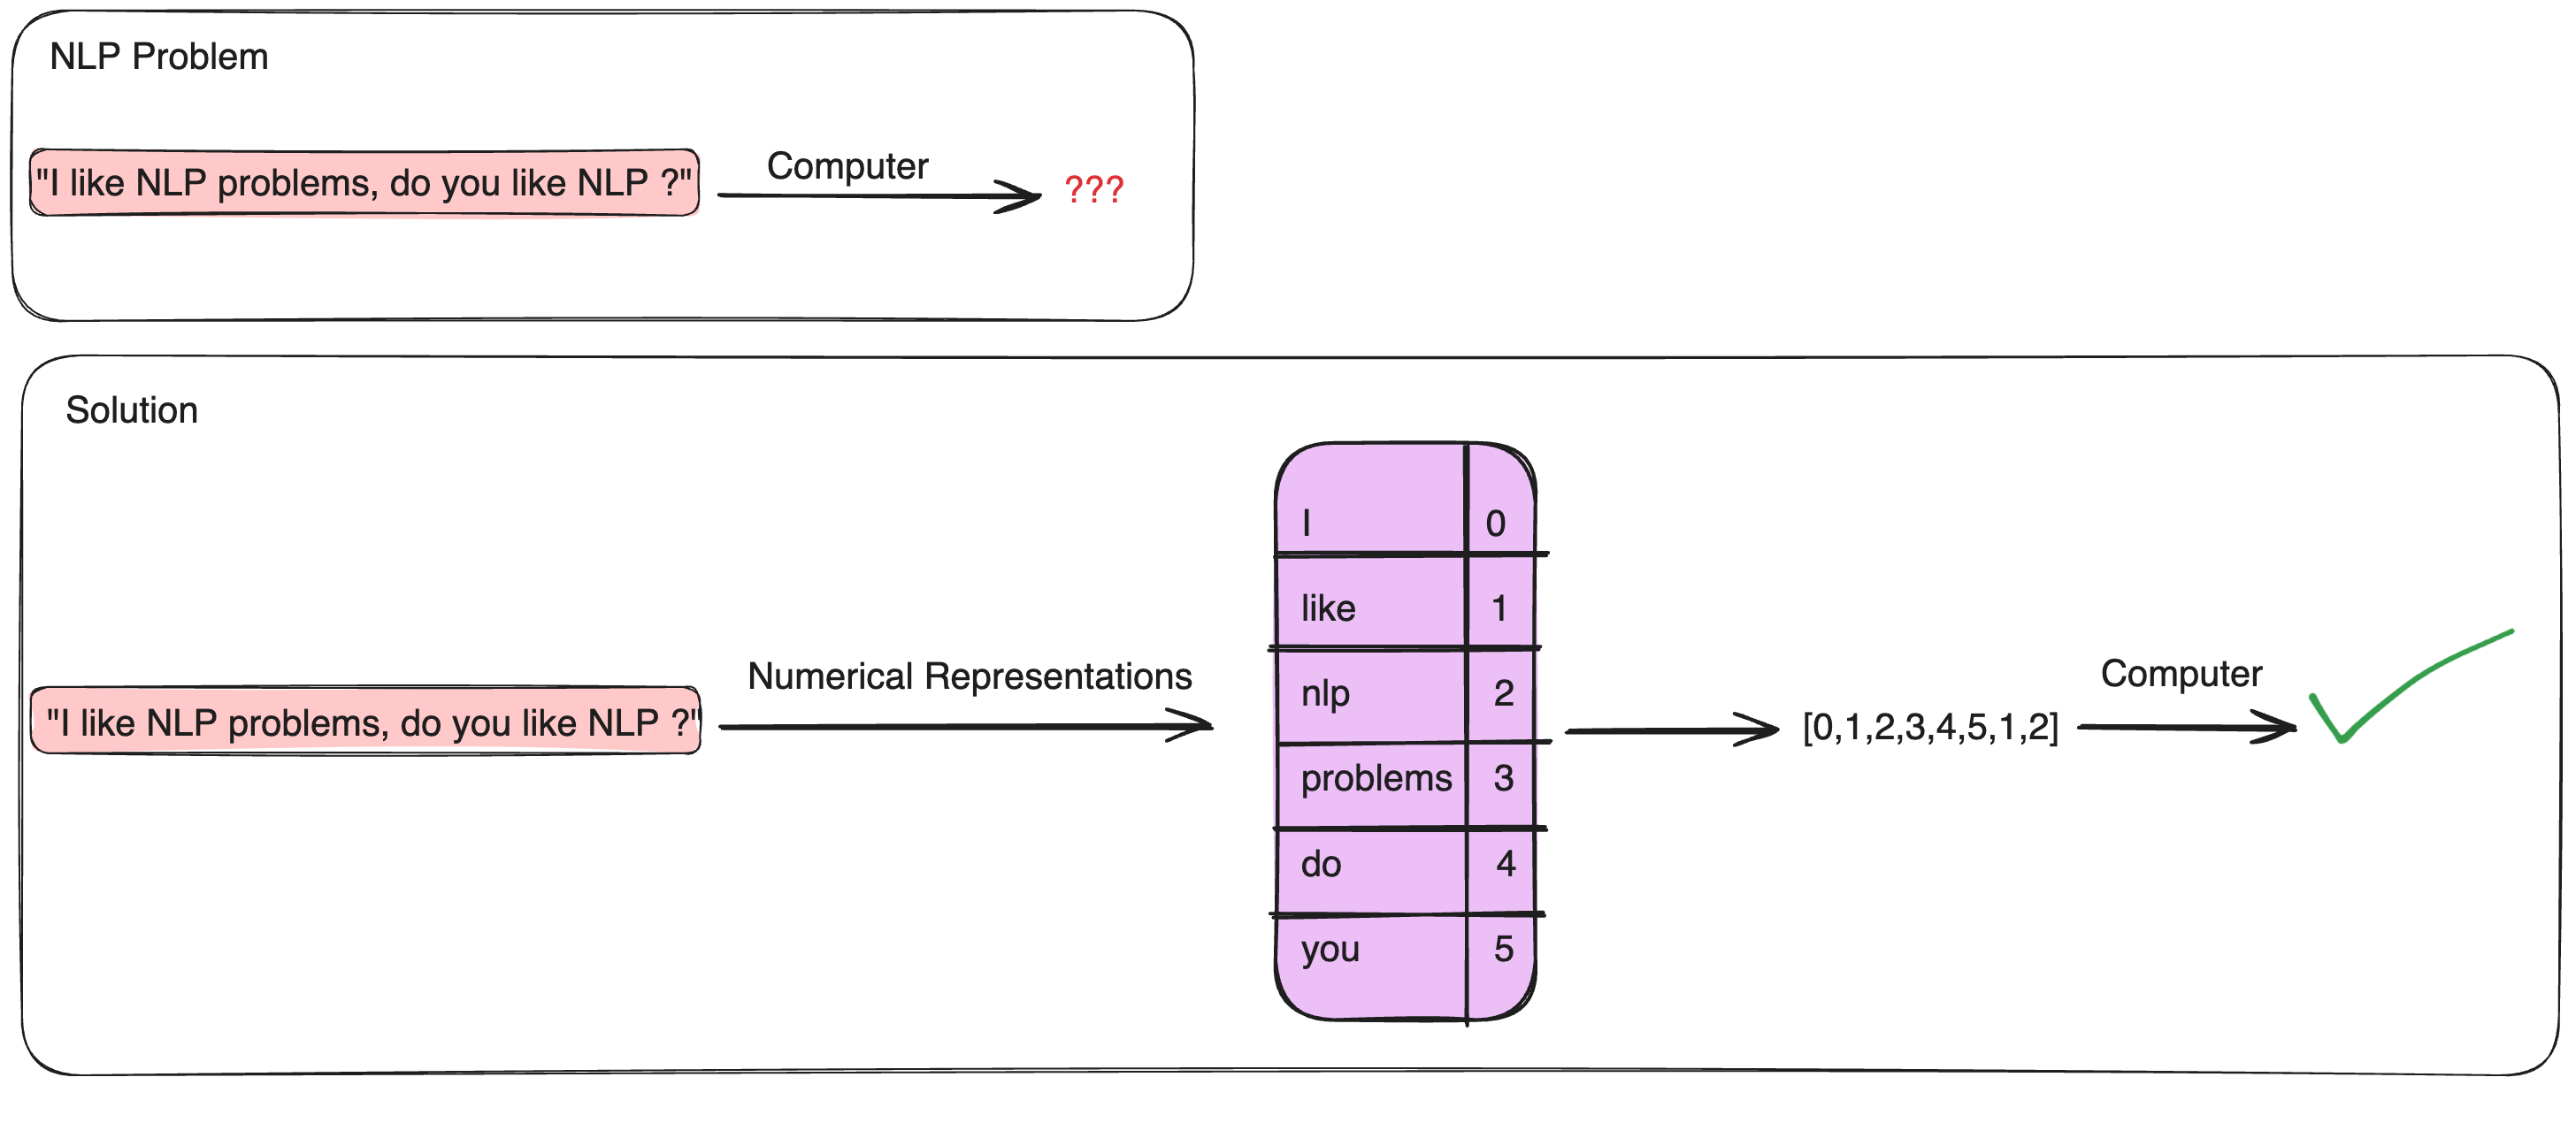 NLP Problem
"I like NLP problems, do you like NLP ?"
Computer
???
Solution
"I like NLP problems, do you like NLP ?"
Numerical Representations
I 0
like 1
nlp 2
problems 3
do 4
you 5
[0,1,2,3,4,5,1,2]
Computer